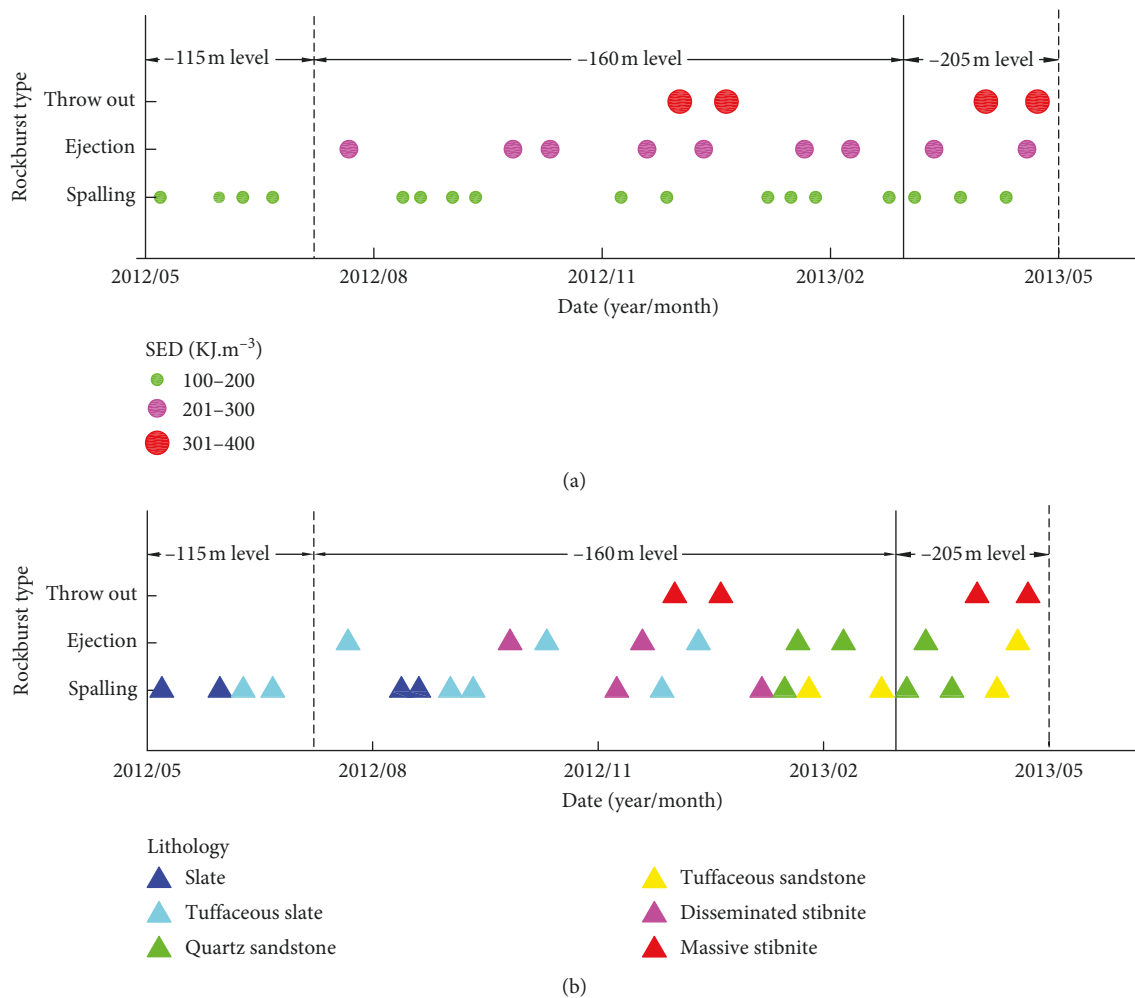 –115 m level –160 m level –205 m level
Rockburst type
Throw out
Ejection
Spalling
2012/05 2012/08 2012/11 2013/02 2013/05
Date (year/month)
SED (KJ.m–3)
100–200
201–300
301–400
(a)
–115 m level –160 m level –205 m level
Rockburst type
Throw out
Ejection
Spalling
2012/05 2012/08 2012/11 2013/02 2013/05
Date (year/month)
Lithology
Slate
Tuffaceous slate
Quartz sandstone
Tuffaceous sandstone
Disseminated stibnite
Massive stibnite
(b)